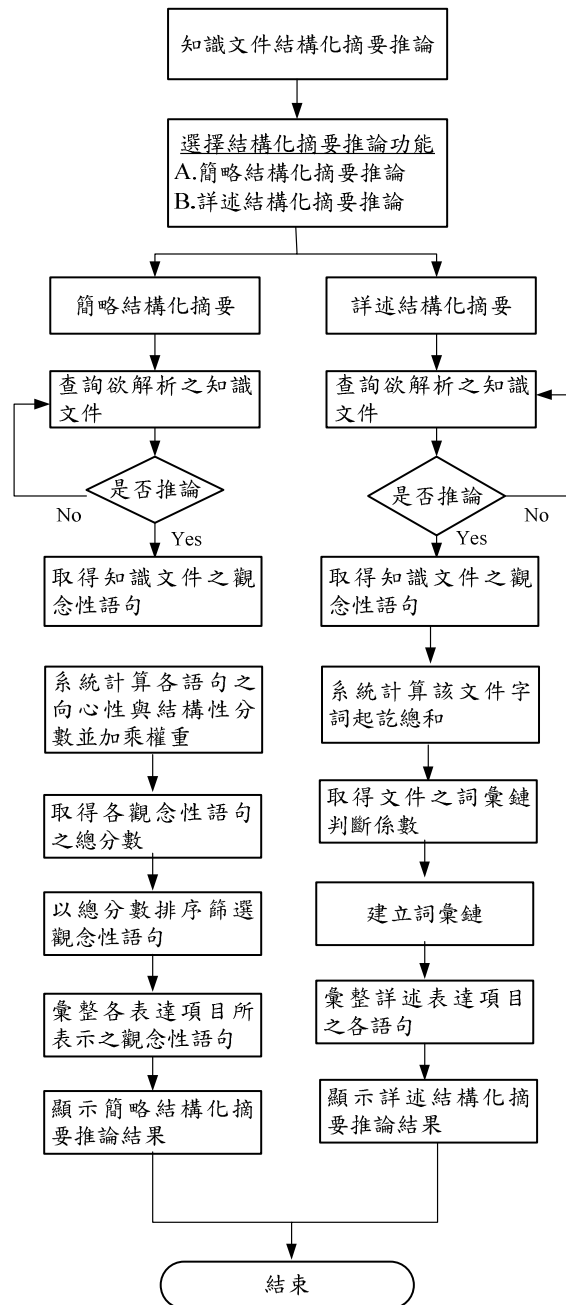 知識文件結構化摘要推論
選擇結構化摘要推論功能
A.簡略結構化摘要推論
B.詳述結構化摘要推論
簡略結構化摘要
查詢欲解析之知識
文件
是否推論
No
Yes
取得知識文件之觀
念性語句
系統計算各語句之
向心性與結構性分
數並加乘權重
取得各觀念性語句
之總分數
以總分數排序篩選
觀念性語句
彙整各表達項目所
表示之觀念性語句
顯示簡略結構化摘
要推論結果
詳述結構化摘要
查詢欲解析之知識
文件
是否推論
No
Yes
取得知識文件之觀
念性語句
系統計算該文件字
詞起訖總和
取得文件之詞彙鏈
判斷係數
建立詞彙鏈
彙整詳述表達項目
之各語句
顯示詳述結構化摘
要推論結果
結束